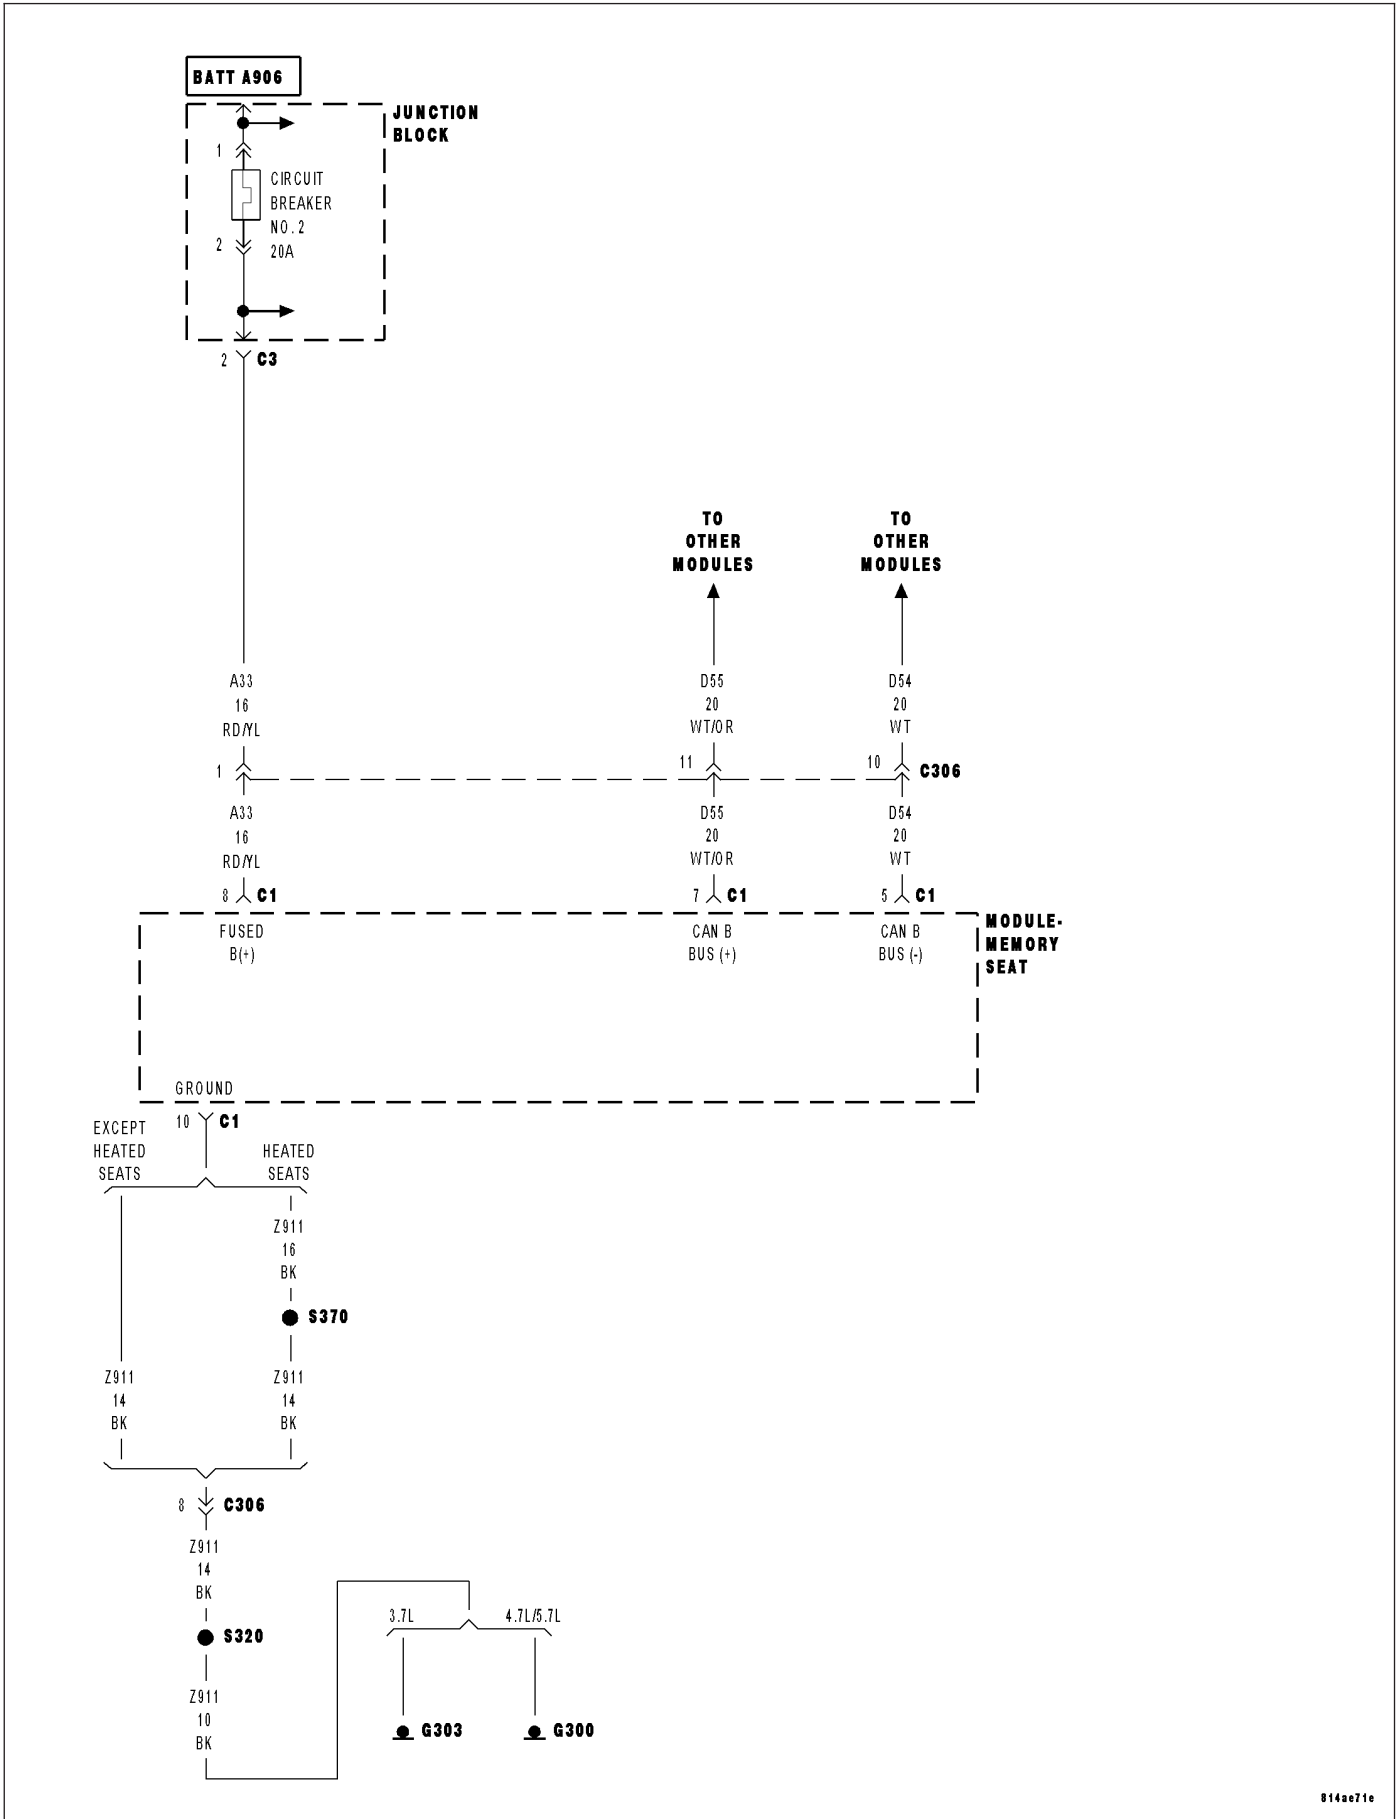 BATT A906
JUNCTION
BLOCK
1
CIRCUIT
BREAKER
NO. 2
20A
2
2 C3
TO
OTHER
MODULES
TO
OTHER
MODULES
A33
16
RD/YL
D55
20
WT/OR
D54
20
WT
1
11
10 C306
A33
16
RD/YL
D55
20
WT/OR
D54
20
WT
8 C1
7 C1
5 C1
FUSED
B(+)
CAN B
BUS (+)
CAN B
BUS (-)
MODULE-
MEMORY
SEAT
GROUND
10 C1
EXCEPT
HEATED
SEATS
HEATED
SEATS
Z911
16
BK
S370
Z911
14
BK
Z911
14
BK
8 C306
Z911
14
BK
S320
Z911
10
BK
3.7L
4.7L/5.7L
G303
G300
814ae71e